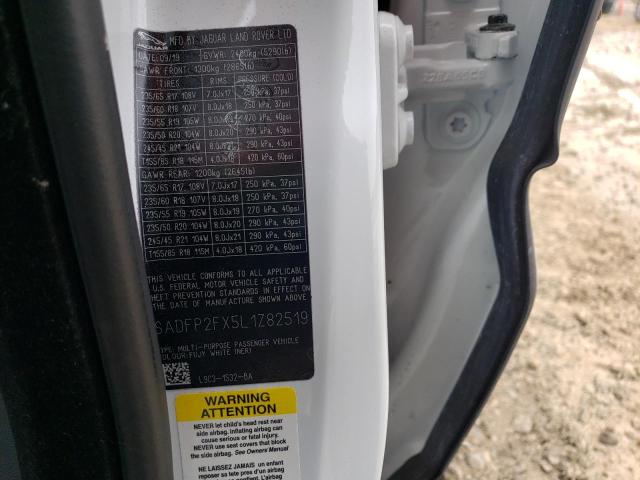 JAGUAR
MFD BY: JAGUAR LAND ROVER LTD
DATE: 09/19 GVWR: 2400kg (5290lb)
GAWR FRONT: 1300kg (2865lb)
TIRES RIMS PRESSURE (COLD)
235/65 R17 108V 7.0Jx17 250 kPa, 37psi
235/60 R18 107V 8.0Jx18 250 kPa, 37psi
235/55 R19 105W 8.0Jx19 270 kPa, 40psi
235/50 R20 104W 8.0Jx20 290 kPa, 43psi
245/45 R21 104W 8.0Jx21 290 kPa, 43psi
T155/85 R18 115M 4.0Jx18 420 kPa, 60psi
GAWR REAR: 1200kg (2645lb)
235/65 R17 108V 7.0Jx17 250 kPa, 37psi
235/60 R18 107V 8.0Jx18 250 kPa, 37psi
235/55 R19 105W 8.0Jx19 270 kPa, 40psi
235/50 R20 104W 8.0Jx20 290 kPa, 43psi
245/45 R21 104W 8.0Jx21 290 kPa, 43psi
T155/85 R18 115M 4.0Jx18 420 kPa, 60psi
THIS VEHICLE CONFORMS TO ALL APPLICABLE
U.S. FEDERAL MOTOR VEHICLE SAFETY STANDARDS
IN EFFECT ON THE
DATE OF MANUFACTURE SHOWN ABOVE.
SADFP2FX5L1Z82519
TYPE: MULTI-PURPOSE PASSENGER VEHICLE
COLOUR:FUJI WHITE
L9C3-1532-BA
WARNING
ATTENTION
NEVER let child's head rest near
side airbag. Inflating airbag can
cause serious or fatal injury.
NEVER use seat covers that block
the side airbag. See Owners Manual
NE LAISSEZ JAMAIS un enfant
reposer sa tete pres d'un airbag